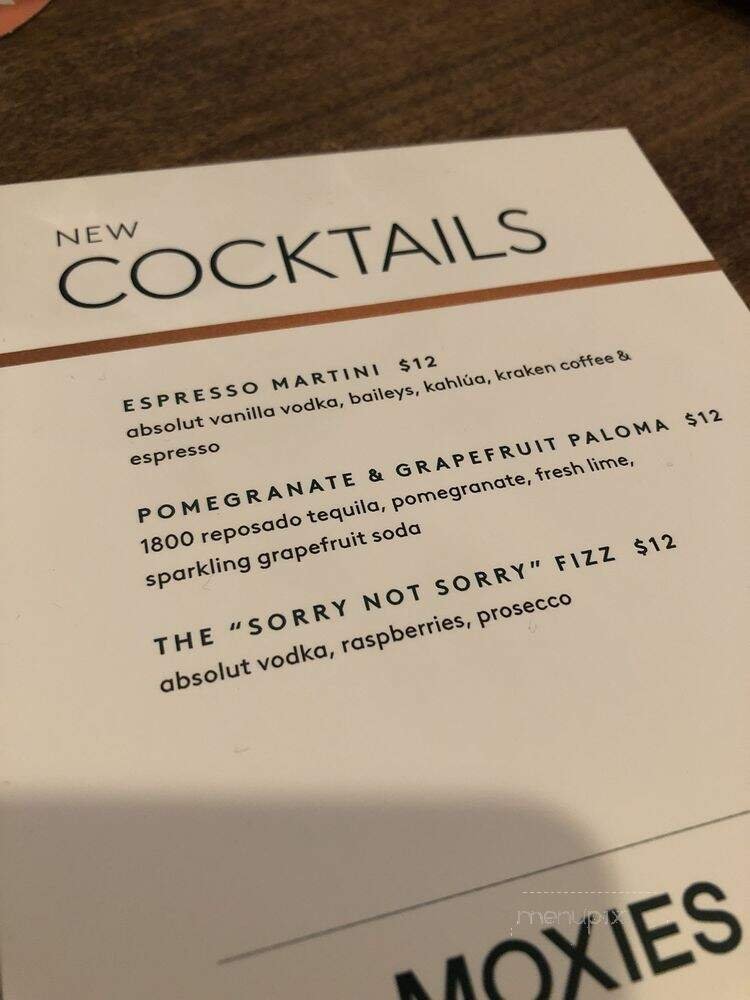 NEW
COCKTAILS
ESPRESSO MARTINI $12
absolut vanilla vodka, baileys, kahlúa, kraken coffee &
espresso
POMEGRANATE & GRAPEFRUIT PALOMA $12
1800 reposado tequila, pomegranate, fresh lime,
sparkling grapefruit soda
THE “SORRY NOT SORRY” FIZZ $12
absolut vodka, raspberries, prosecco
menupix
MOXIES